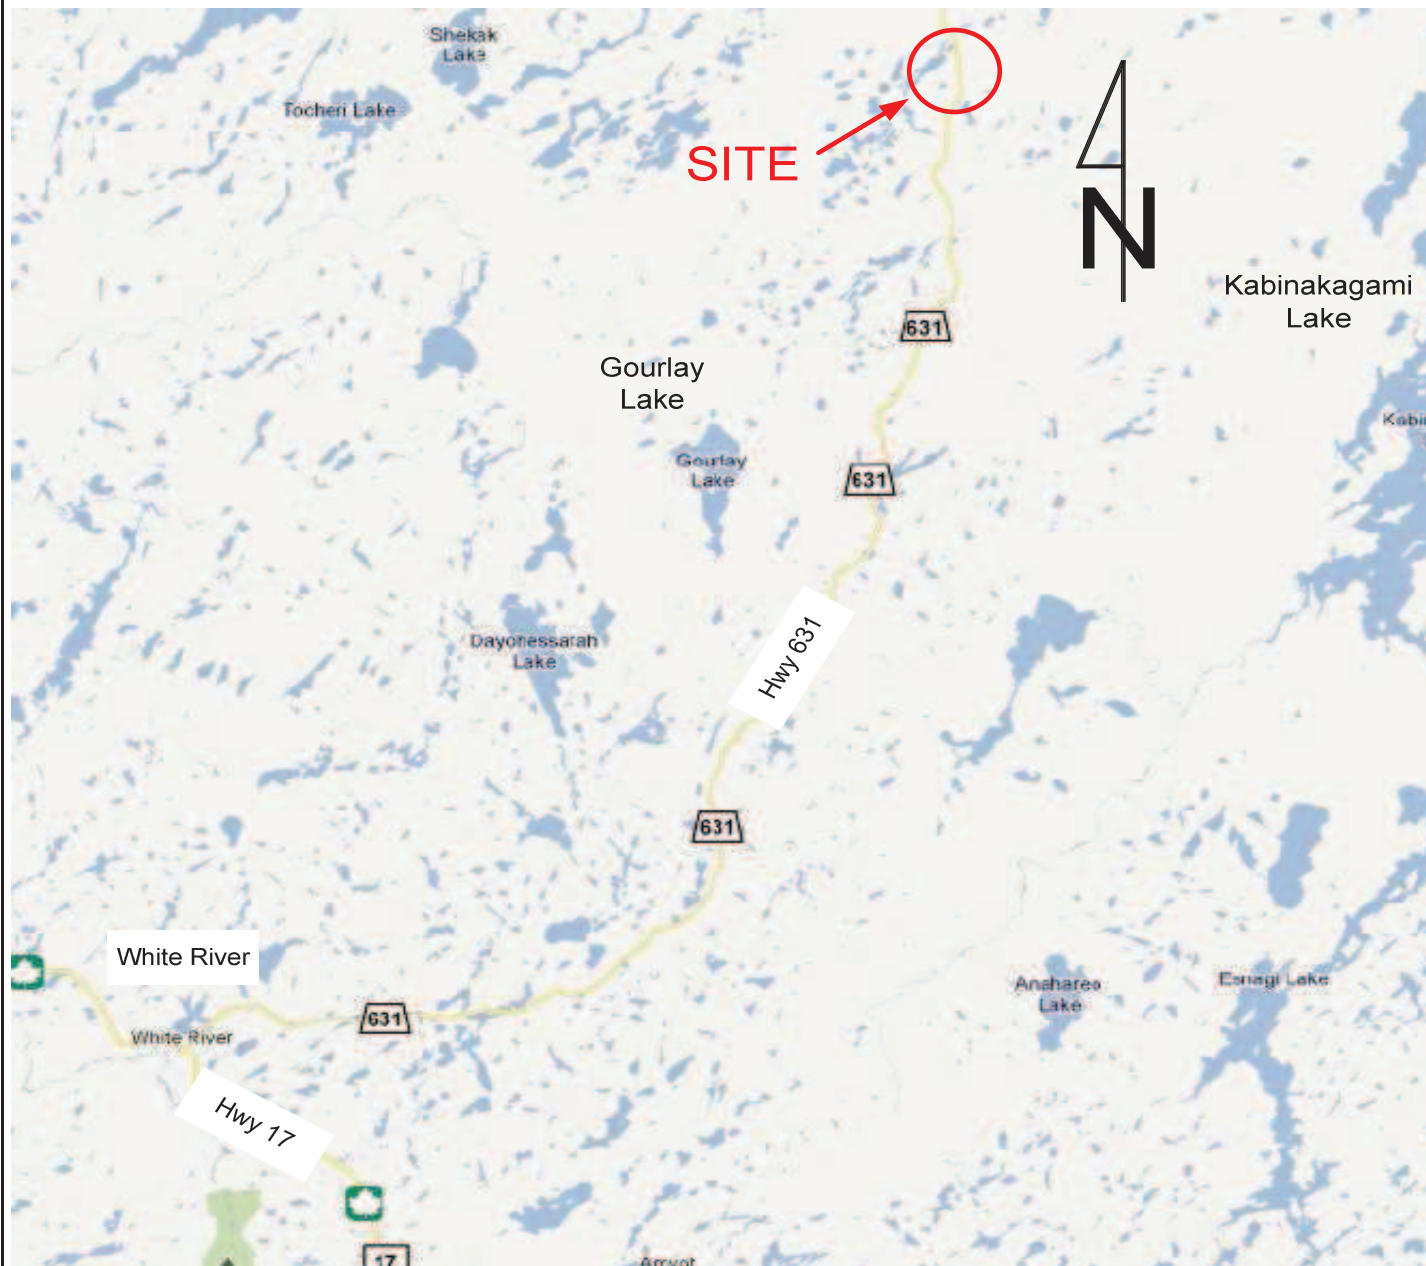 Shekak
Lake
Tocheri Lake
SITE
N
Kabinakagami
Lake
631
Gourlay
Lake
Gourlay
Lake
631
Hwy 631
Dayohessarah
Lake
631
White River
Anahareo
Lake
Esnagi Lake
631
White River
Hwy 17
17